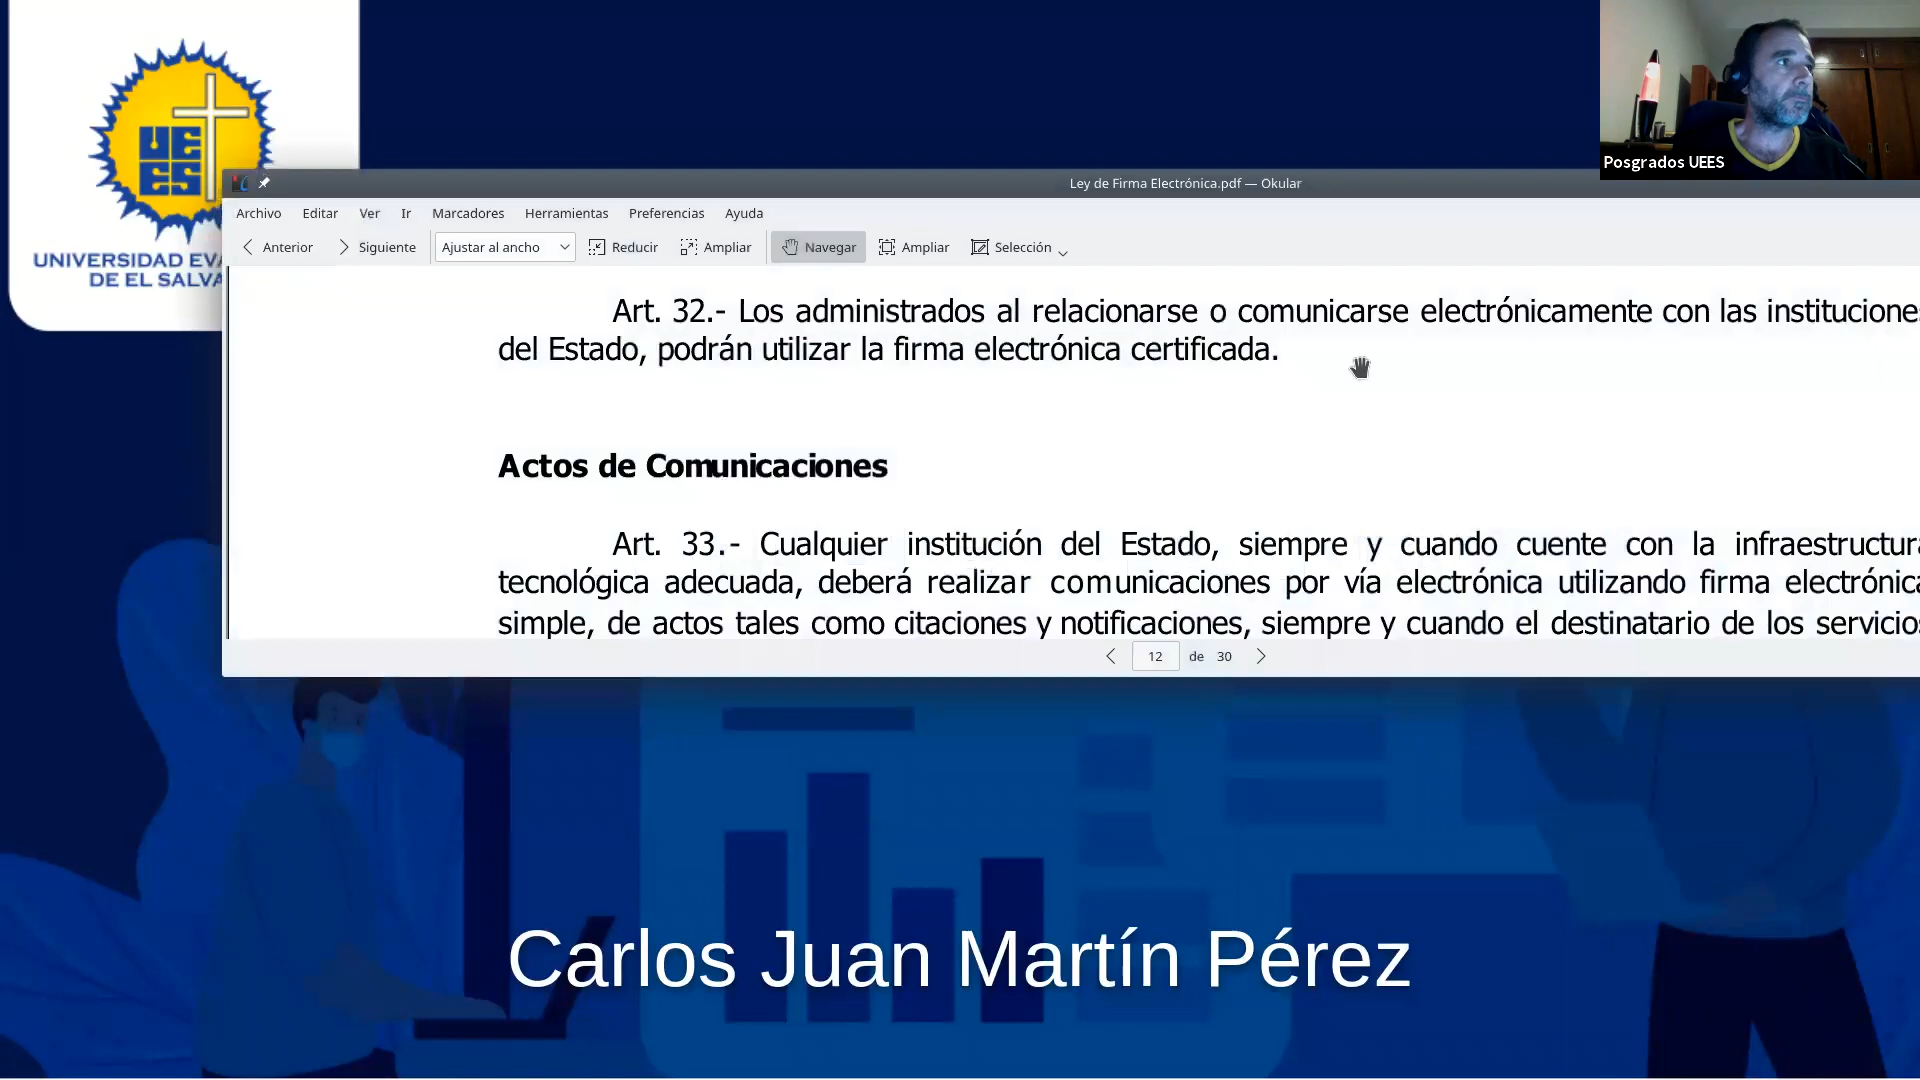 UE
ES
UNIVERSIDAD EVA
DE EL SALVA
Posgrados UEES
Ley de Firma Electrónica.pdf — Okular
Archivo Editar Ver Ir Marcadores Herramientas Preferencias Ayuda
Anterior Siguiente Ajustar al ancho Reducir Ampliar Navegar Ampliar Selección
Art. 32.- Los administrados al relacionarse o comunicarse electrónicamente con las institucione
del Estado, podrán utilizar la firma electrónica certificada.
Actos de Comunicaciones
Art. 33.- Cualquier institución del Estado, siempre y cuando cuente con la infraestructur
tecnológica adecuada, deberá realizar comunicaciones por vía electrónica utilizando firma electrónic
simple, de actos tales como citaciones y notificaciones, siempre y cuando el destinatario de los servicio
12 de 30
Carlos Juan Martín Pérez